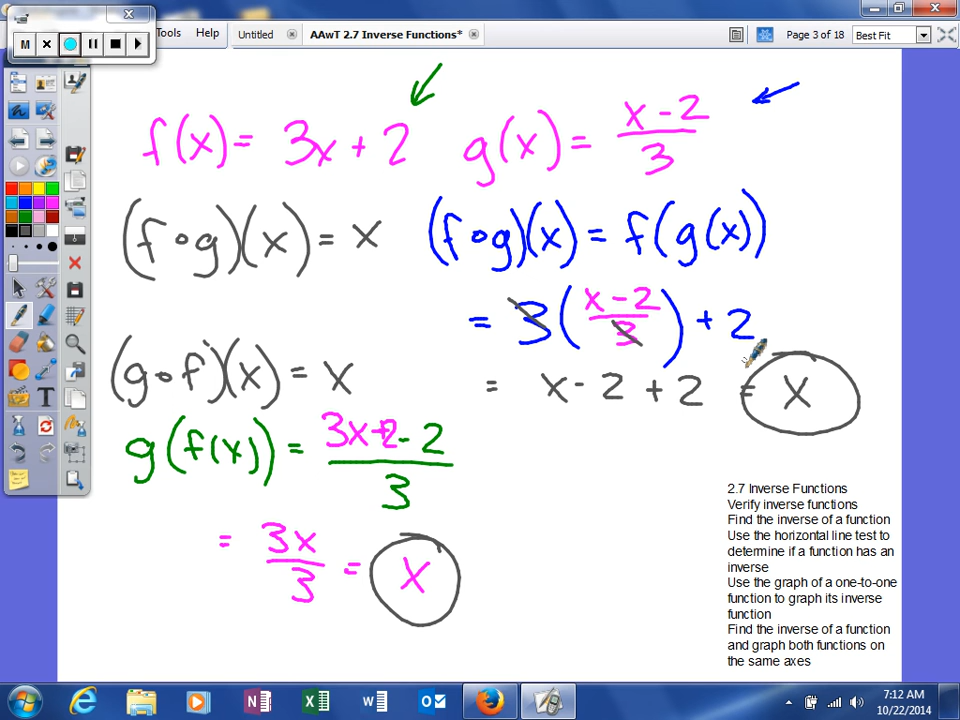 Tools Help Untitled AAwT 2.7 Inverse Functions* Page 3 of 18 Best Fit
M
f(x) = 3x + 2 g(x) = (x - 2)/3
(f∘g)(x) = x
(f∘g)(x) = f(g(x))
= 3((x - 2)/3) + 2
= x - 2 + 2 = x
(g∘f)(x) = x
g(f(x)) = (3x + 2 - 2)/3
= 3x/3 = x
2.7 Inverse Functions
Verify inverse functions
Find the inverse of a function
Use the horizontal line test to
determine if a function has an
inverse
Use the graph of a one-to-one
function to graph its inverse
function
Find the inverse of a function
and graph both functions on
the same axes
7:12 AM
10/22/2014